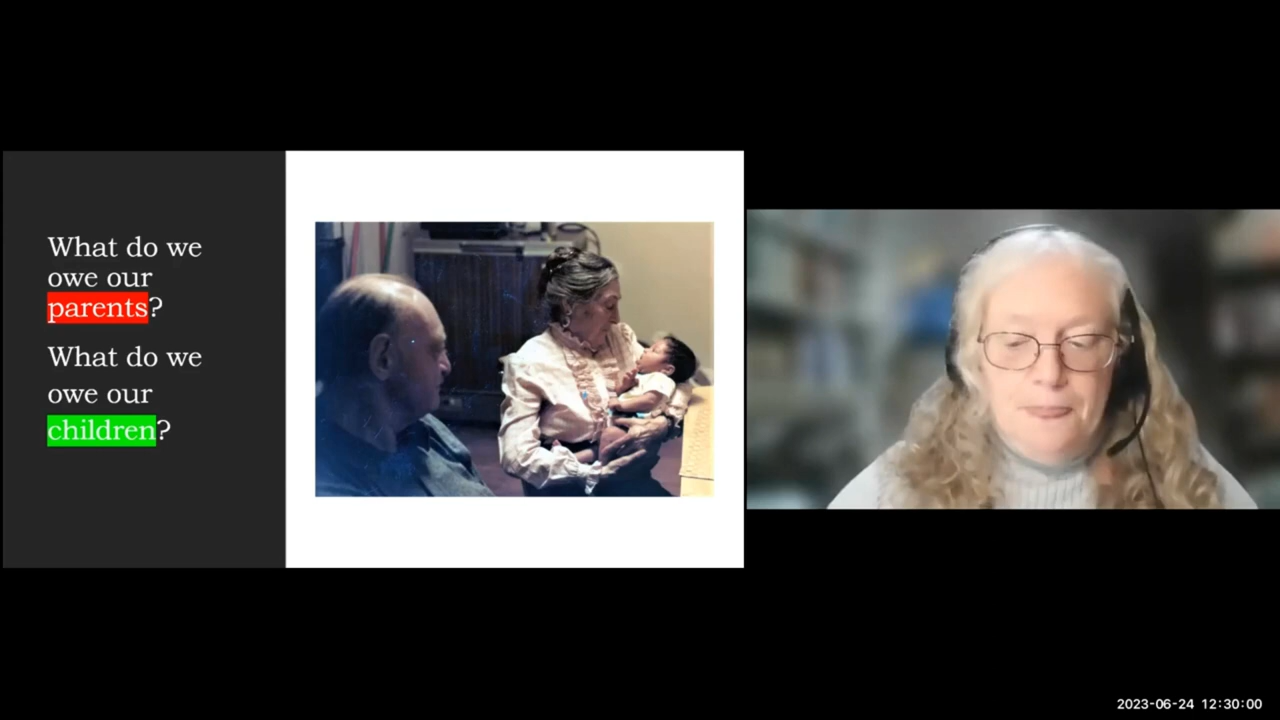 What do we
owe our
parents?
What do we
owe our
children?
2023-06-24 12:30:00